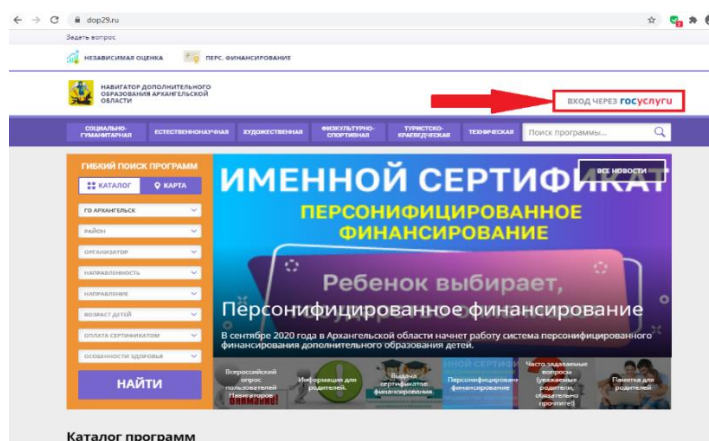 dop29.ru
Задать вопрос
НЕЗАВИСИМАЯ ОЦЕНКА ПЕРС. ФИНАНСИРОВАНИЕ
НАВИГАТОР ДОПОЛНИТЕЛЬНОГО
ОБРАЗОВАНИЯ АРХАНГЕЛЬСКОЙ
ОБЛАСТИ
ВХОД ЧЕРЕЗ госуслуги
СОЦИАЛЬНО-
ГУМАНИТАРНАЯ
ЕСТЕСТВЕННОНАУЧНАЯ
ХУДОЖЕСТВЕННАЯ
ФИЗКУЛЬТУРНО-
СПОРТИВНАЯ
ТУРИСТСКО-
КРАЕВЕДЧЕСКАЯ
ТЕХНИЧЕСКАЯ
Поиск программы...
ГИБКИЙ ПОИСК ПРОГРАММ
КАТАЛОГ КАРТА
ГО АРХАНГЕЛЬСК
РАЙОН
ОРГАНИЗАТОР
НАПРАВЛЕННОСТЬ
НАПРАВЛЕНИЕ
ВОЗРАСТ ДЕТЕЙ
ОПЛАТА СЕРТИФИКАТОМ
ОСОБЕННОСТИ ЗДОРОВЬЯ
НАЙТИ
ВСЕ НОВОСТИ
ИМЕННОЙ СЕРТИФИКАТ
ПЕРСОНИФИЦИРОВАННОЕ
ФИНАНСИРОВАНИЕ
Ребенок выбирает,
Персонифицированное финансирование
В сентябре 2020 года в Архангельской области начнет работу система персонифицированного
финансирования дополнительного образования детей.
Всероссийский
опрос
пользователей
Навигаторов
Информация для
родителей.
Выдача
сертификатов
финансирования
Персонифицированное
финансирование
Часто задаваемые
вопросы
(уважаемые
родители,
обязательно
прочтите!)
Памятка для
родителей
Каталог программ